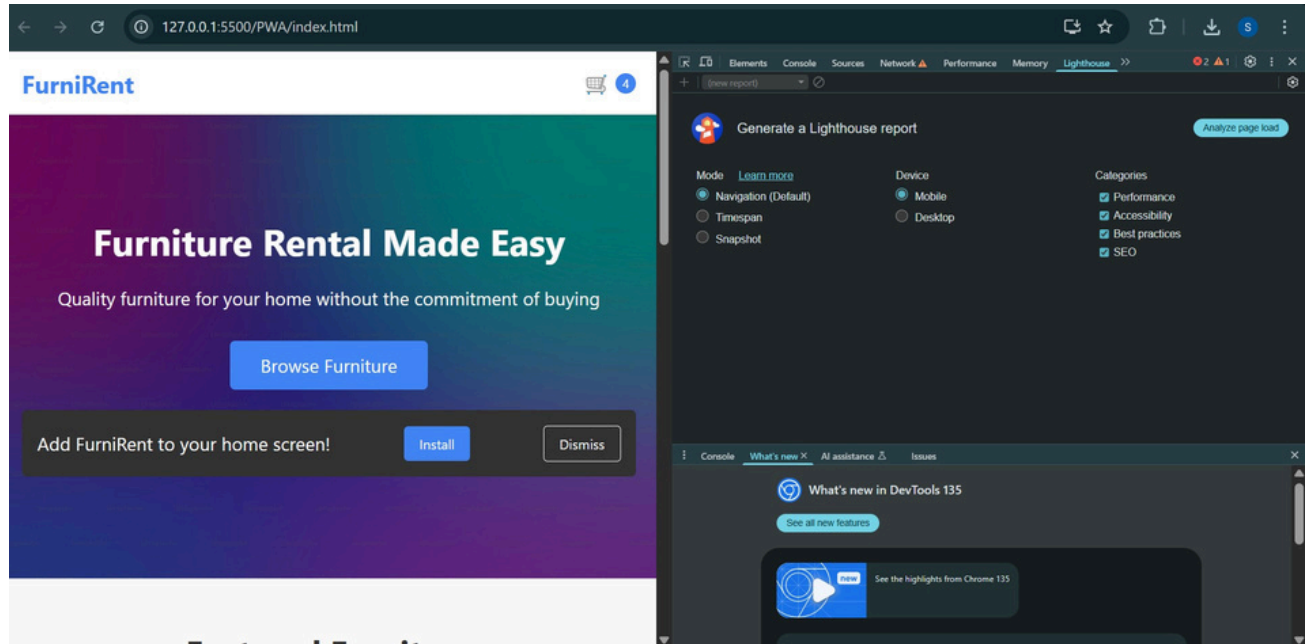 127.0.0.1:5500/PWA/index.html
S
FurniRent
4
Furniture Rental Made Easy
Quality furniture for your home without the commitment of buying
Browse Furniture
Add FurniRent to your home screen!
Install
Dismiss
Elements Console Sources Network Performance Memory Lighthouse 2 1
(new report)
Generate a Lighthouse report
Analyze page load
Mode Learn more
Navigation (Default)
Timespan
Snapshot
Device
Mobile
Desktop
Categories
Performance
Accessibility
Best practices
SEO
Console What's new AI assistance Issues
What's new in DevTools 135
See all new features
new
See the highlights from Chrome 135